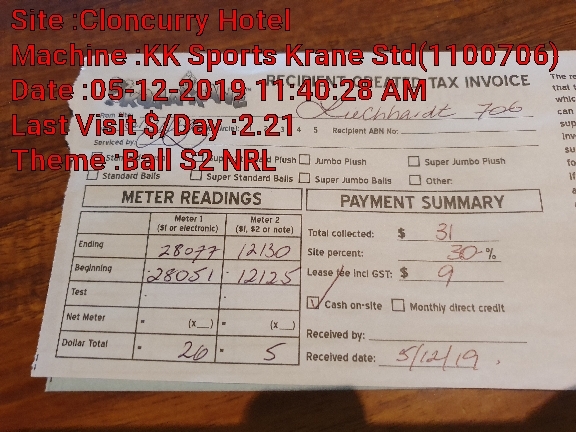 Site :Cloncurry Hotel
Machine :KK Sports Krane Std(1100706)
Date :05-12-2019 11:40:28 AM
Last Visit $/Day :2.21
Theme :Ball S2 NRL
RECIPIENT CREATED TAX INVOICE
706
4 5 Recipient ABN No:
Serviced by:
Plush Jumbo Plush Super Jumbo Plush
Standard Balls Super Standard Balls Super Jumbo Balls Other:
METER READINGS
Meter 1 ($1 or electronic) Meter 2 ($1, $2 or note)
Ending 28077 12130
Beginning 28051 12125
Test
Net Meter = (x__) = (x__)
Dollar Total = 26 = 5
PAYMENT SUMMARY
Total collected: $ 31
Site percent: 30 %
Lease fee incl GST: $ 9
Cash on-site Monthly direct credit
Received by:
Received date: 5/12/19